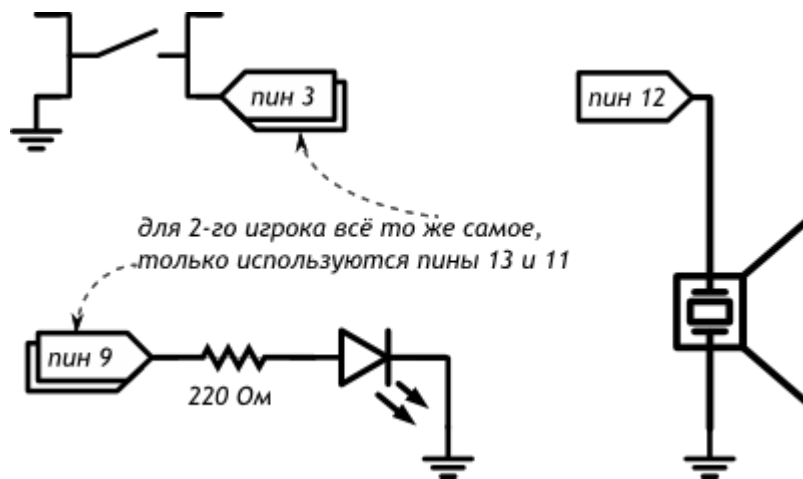 пин 3
пин 12
для 2-го игрока всё то же самое,
только используются пины 13 и 11
пин 9
220 Ом